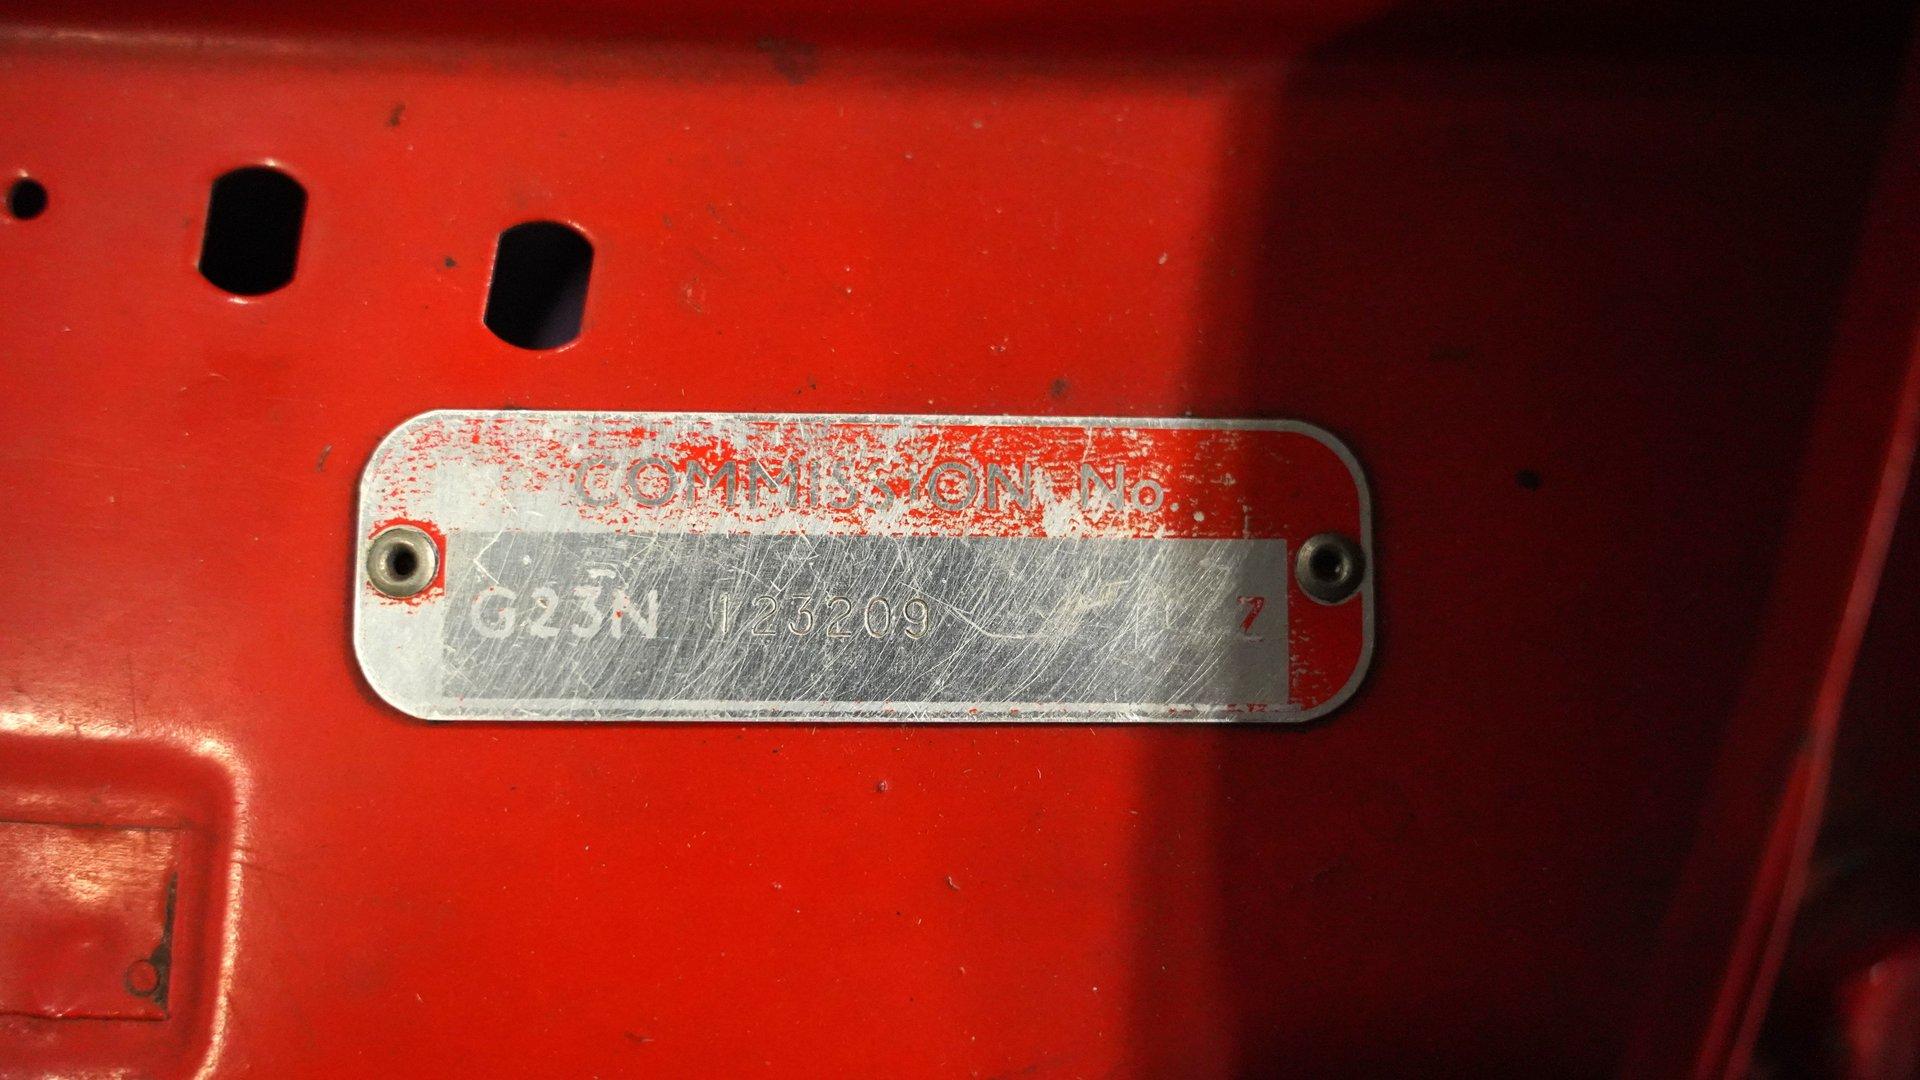 COMMISSION No.
G23N 123209 Z